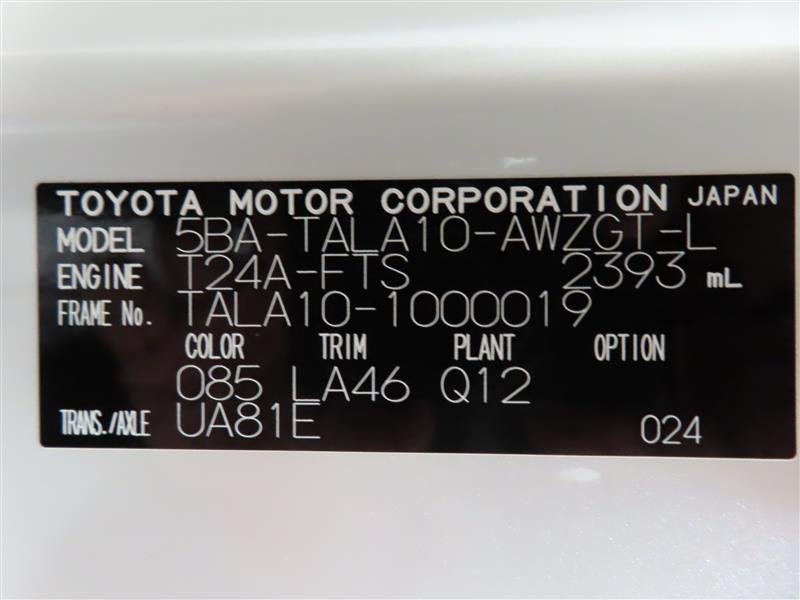 TOYOTA MOTOR CORPORATION JAPAN
MODEL 5BA-TALA10-AWZGT-L
ENGINE T24A-FTS 2393 mL
FRAME No. TALA10-1000019
COLOR TRIM PLANT OPTION
085 LA46 Q12
TRANS./AXLE UA81E 024